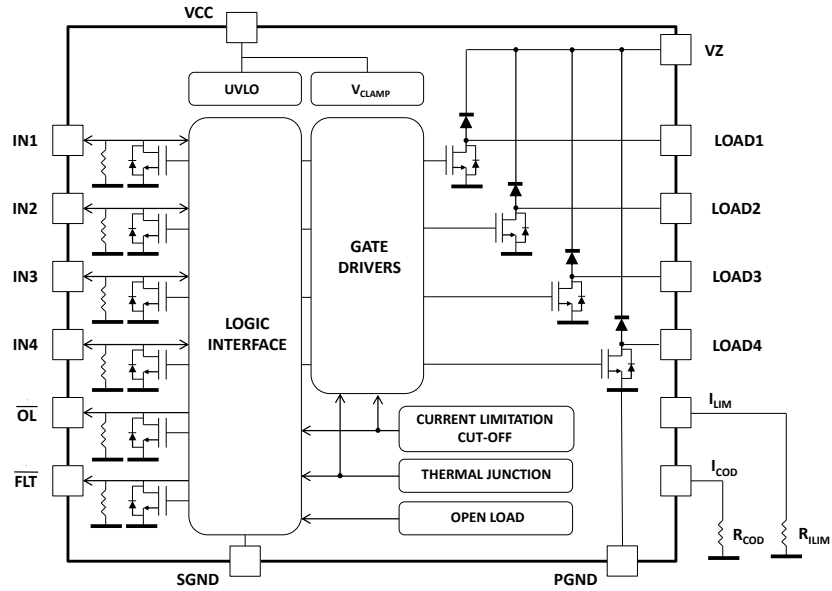 VCC
VZ
UVLO
VCLAMP
IN1
LOAD1
IN2
LOAD2
GATE
DRIVERS
IN3
LOAD3
LOGIC
INTERFACE
IN4
LOAD4
OL
ILIM
CURRENT LIMITATION
CUT-OFF
FLT
THERMAL JUNCTION
ICOD
OPEN LOAD
RCOD
RILIM
SGND
PGND